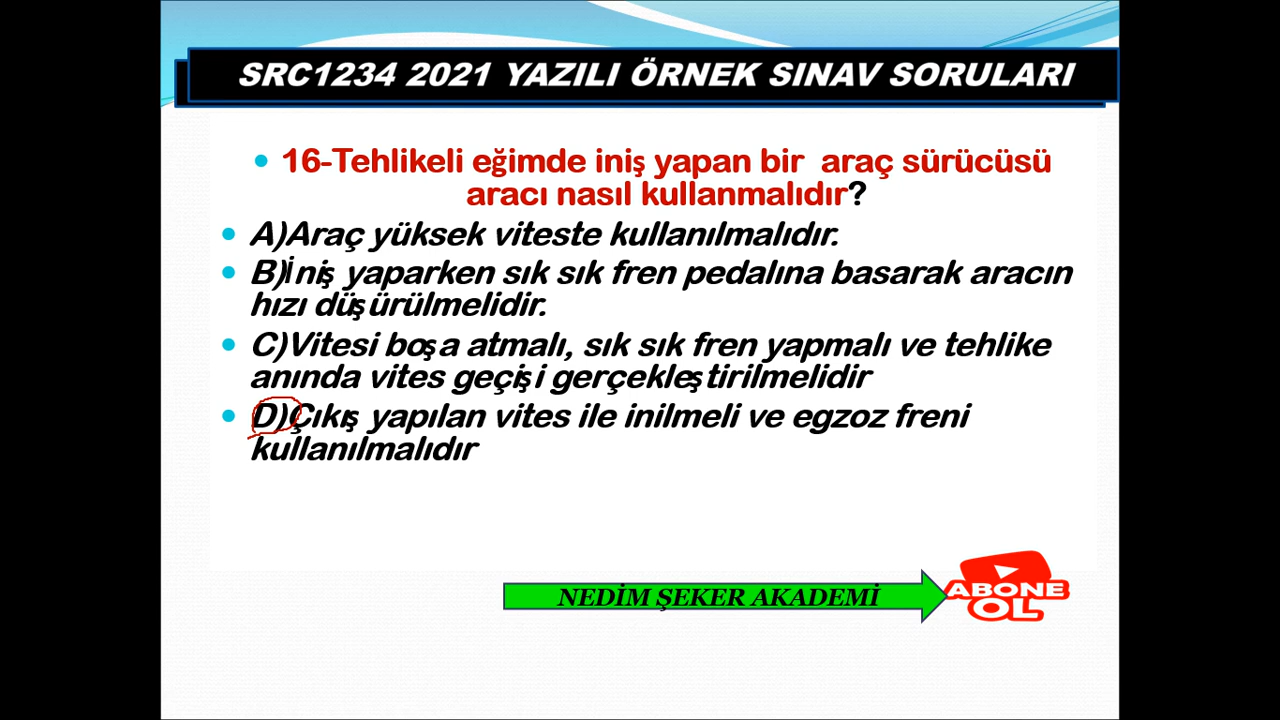 SRC1234 2021 YAZILI ÖRNEK SINAV SORULARI
16-Tehlikeli eğimde iniş yapan bir araç sürücüsü
aracı nasıl kullanmalıdır?
A)Araç yüksek viteste kullanılmalıdır.
B)İniş yaparken sık sık fren pedalına basarak aracın
hızı düşürülmelidir.
C)Vitesi boşa atmalı, sık sık fren yapmalı ve tehlike
anında vites geçişi gerçekleştirilmelidir
D)Çıkış yapılan vites ile inilmeli ve egzoz freni
kullanılmalıdır
NEDİM ŞEKER AKADEMİ
ABONE
OL